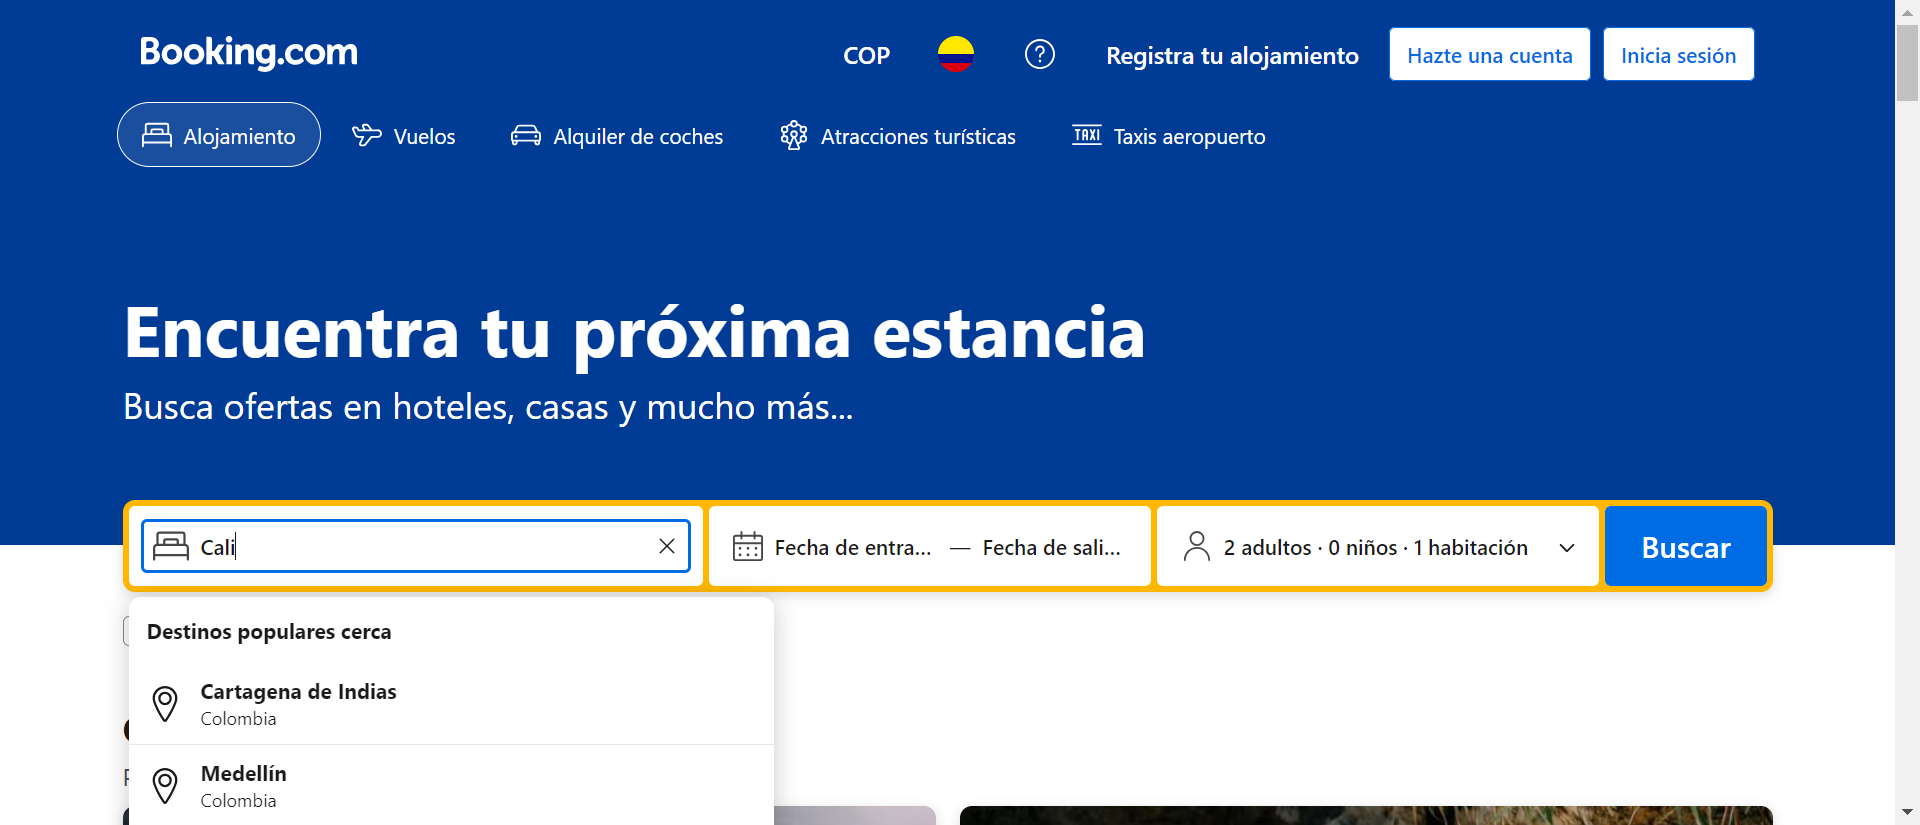 Booking.com
COP
Registra tu alojamiento
Hazte una cuenta
Inicia sesión
Alojamiento
Vuelos
Alquiler de coches
Atracciones turísticas
TAXI
Taxis aeropuerto
Encuentra tu próxima estancia
Busca ofertas en hoteles, casas y mucho más...
Cali
Fecha de entra... — Fecha de sali...
2 adultos · 0 niños · 1 habitación
Buscar
Destinos populares cerca
Cartagena de Indias
Colombia
Medellín
Colombia